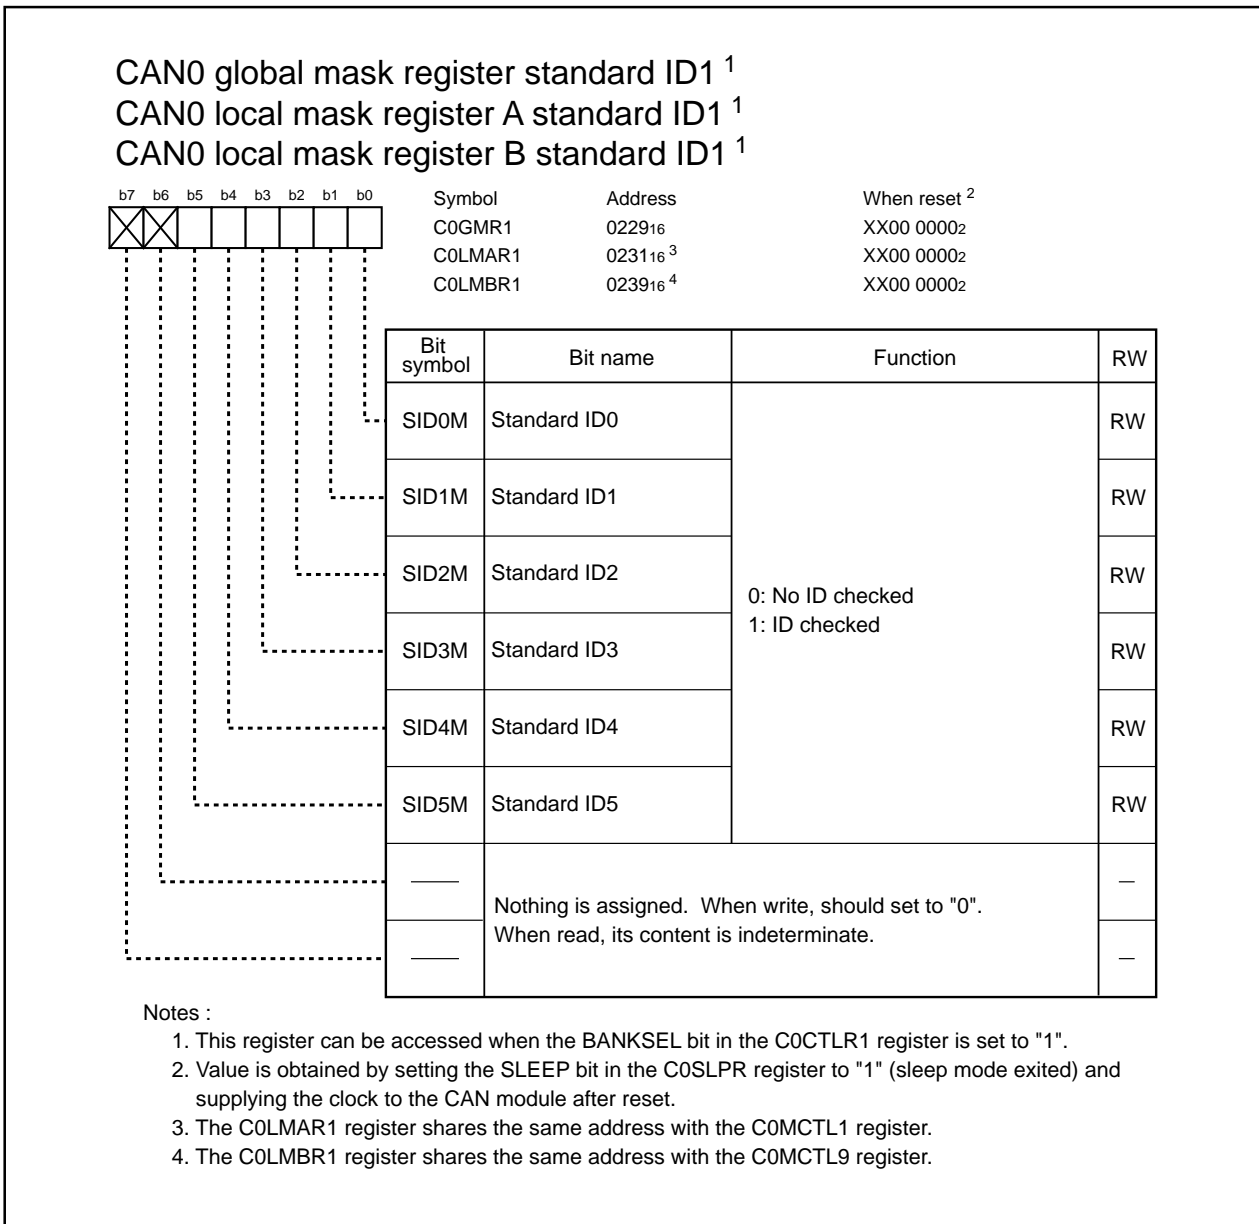 CAN0 global mask register standard ID1 1
CAN0 local mask register A standard ID1 1
CAN0 local mask register B standard ID1 1
b7 b6 b5 b4 b3 b2 b1 b0
Symbol Address When reset 2
C0GMR1 022916 XX00 00002
C0LMAR1 023116 3 XX00 00002
C0LMBR1 023916 4 XX00 00002
Bit symbol Bit name Function RW
SID0M Standard ID0 RW
SID1M Standard ID1 RW
SID2M Standard ID2 RW
0: No ID checked
1: ID checked
SID3M Standard ID3 RW
SID4M Standard ID4 RW
SID5M Standard ID5 RW
Nothing is assigned. When write, should set to "0".
When read, its content is indeterminate.
Notes :
1. This register can be accessed when the BANKSEL bit in the C0CTLR1 register is set to "1".
2. Value is obtained by setting the SLEEP bit in the C0SLPR register to "1" (sleep mode exited) and
supplying the clock to the CAN module after reset.
3. The C0LMAR1 register shares the same address with the C0MCTL1 register.
4. The C0LMBR1 register shares the same address with the C0MCTL9 register.